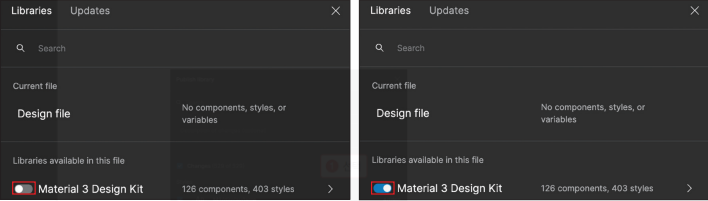 Libraries Updates
Search
Current file
Design file
No components, styles, or
variables
Libraries available in this file
Material 3 Design Kit
126 components, 403 styles
Libraries Updates
Search
Current file
Design file
No components, styles, or
variables
Libraries available in this file
Material 3 Design Kit
126 components, 403 styles